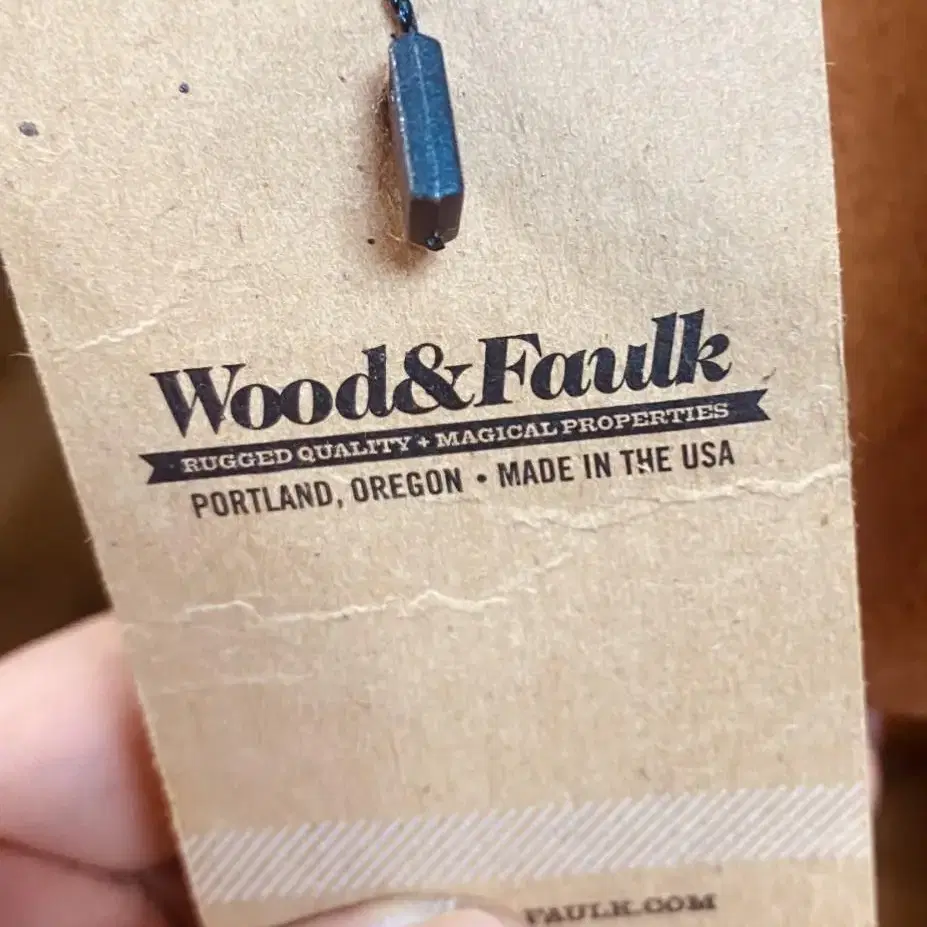 Wood&Faulk
RUGGED QUALITY + MAGICAL PROPERTIES
PORTLAND, OREGON • MADE IN THE USA
FAULK.COM